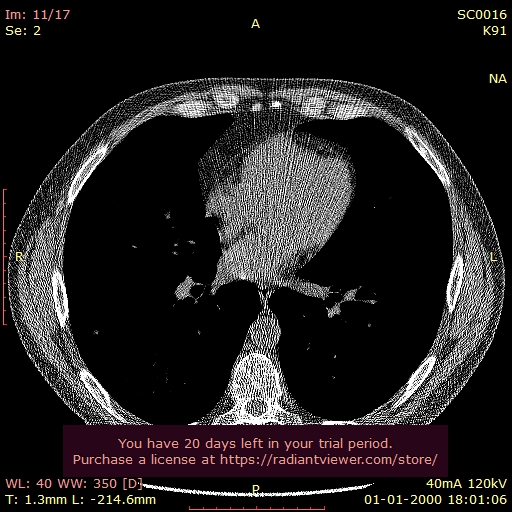 Im: 11/17
Se: 2
A
SC0016
K91
NA
R
L
You have 20 days left in your trial period.
Purchase a license at https://radiantviewer.com/store/
WL: 40 WW: 350 [D]
T: 1.3mm L: -214.6mm
P
40mA 120kV
01-01-2000 18:01:06